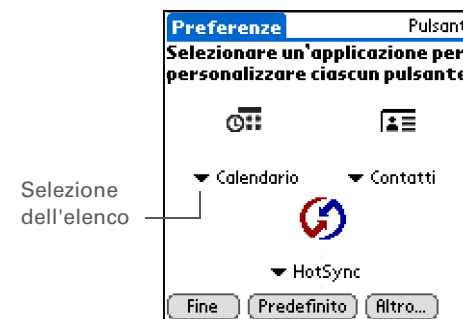 Preferenze Pulsant
Selezionare un'applicazione per
personalizzare ciascun pulsante
Calendario Contatti
Selezione
dell'elenco
HotSync
Fine Predefinito Altro...